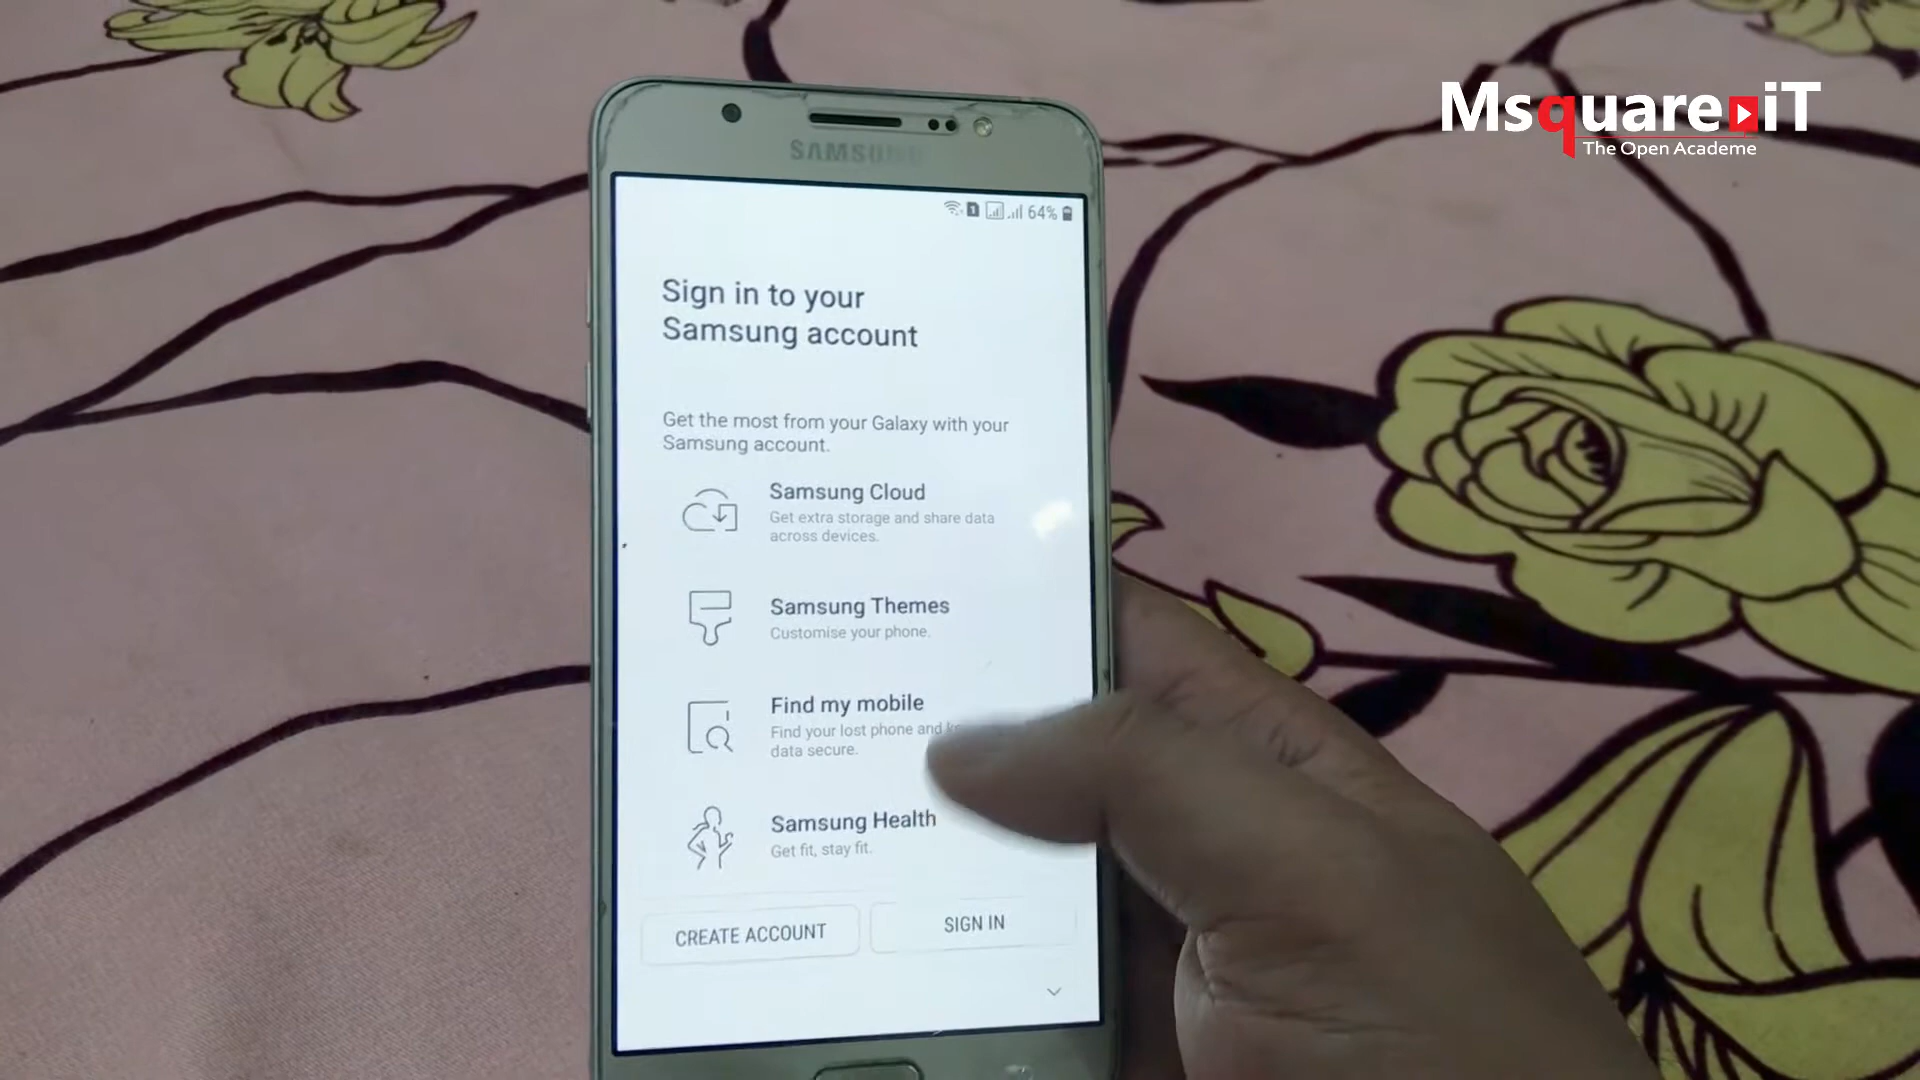 Msquare iT
The Open Academe
SAMSUNG
64%
Sign in to your
Samsung account
Get the most from your Galaxy with your
Samsung account.
Samsung Cloud
Get extra storage and share data
across devices.
Samsung Themes
Customise your phone.
Find my mobile
Find your lost phone and
data secure.
Samsung Health
Get fit, stay fit.
CREATE ACCOUNT
SIGN IN